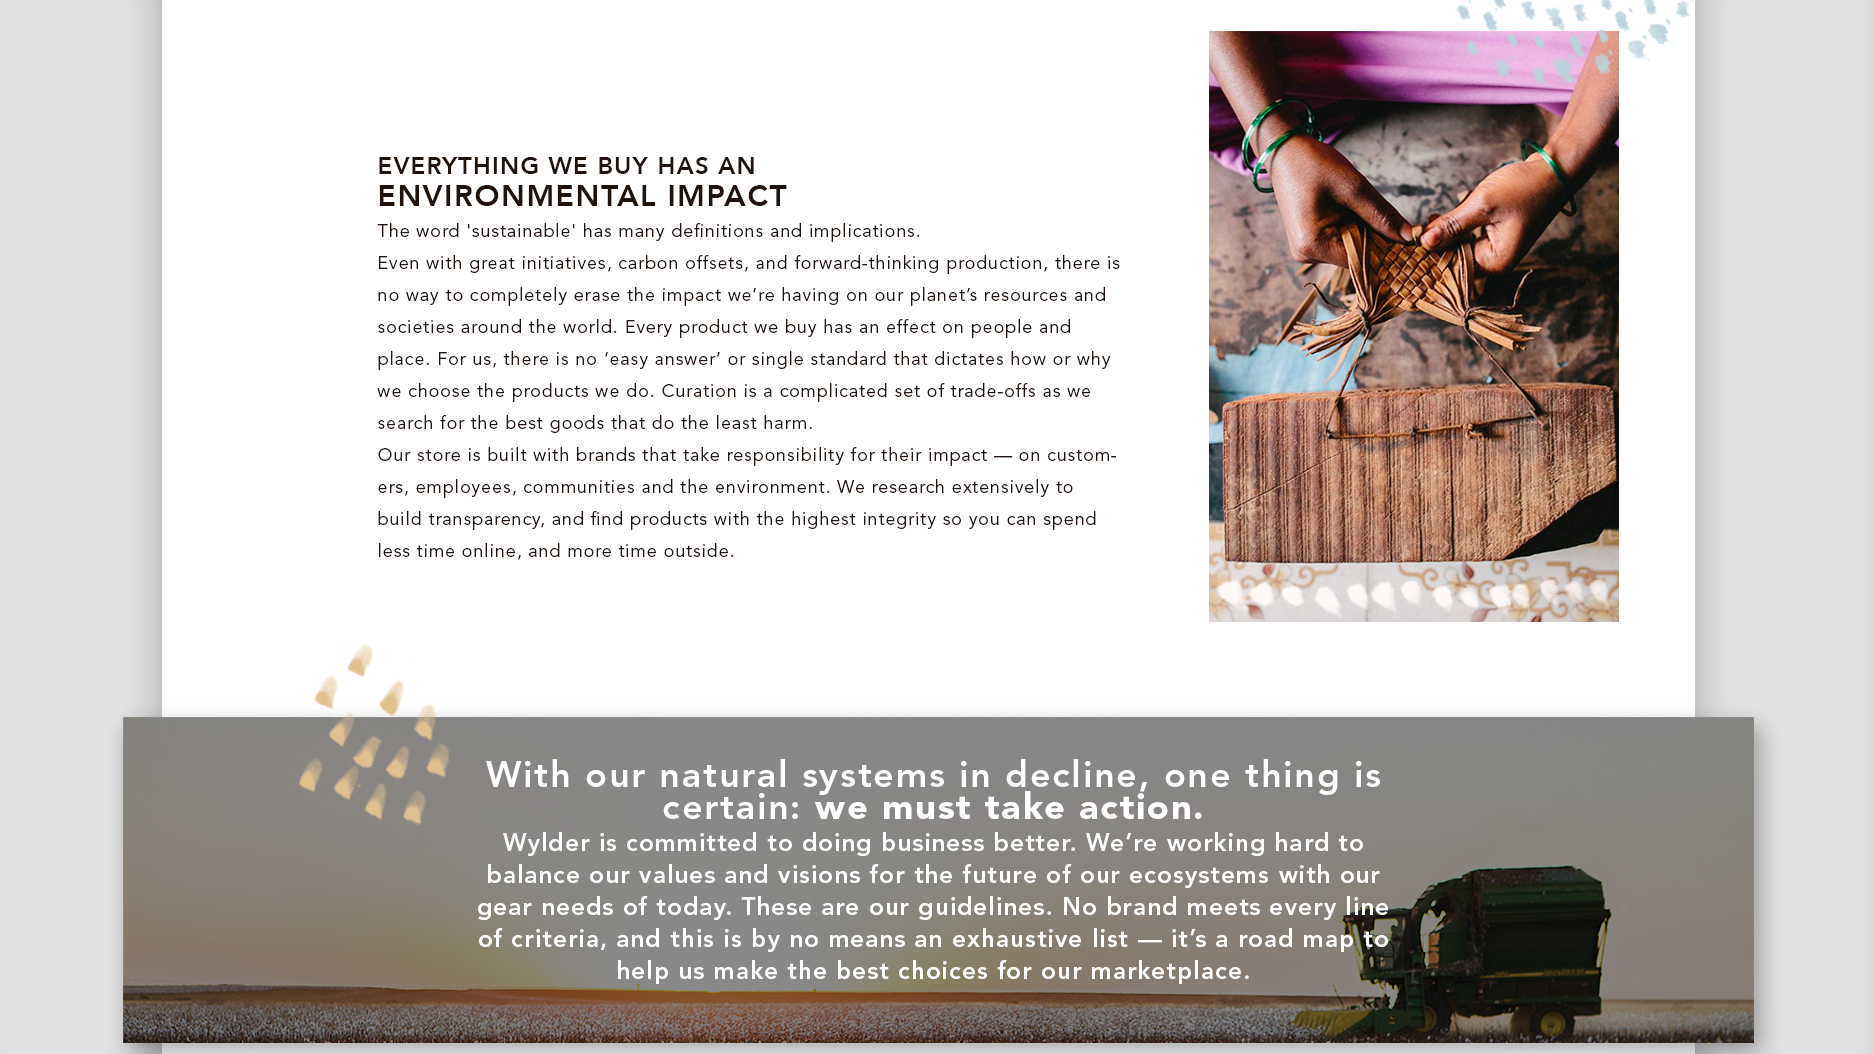 EVERYTHING WE BUY HAS AN
ENVIRONMENTAL IMPACT
The word 'sustainable' has many definitions and implications.
Even with great initiatives, carbon offsets, and forward-thinking production, there is
no way to completely erase the impact we’re having on our planet’s resources and
societies around the world. Every product we buy has an effect on people and
place. For us, there is no ‘easy answer’ or single standard that dictates how or why
we choose the products we do. Curation is a complicated set of trade-offs as we
search for the best goods that do the least harm.
Our store is built with brands that take responsibility for their impact — on custom-
ers, employees, communities and the environment. We research extensively to
build transparency, and find products with the highest integrity so you can spend
less time online, and more time outside.
With our natural systems in decline, one thing is
certain: we must take action.
Wylder is committed to doing business better. We’re working hard to
balance our values and visions for the future of our ecosystems with our
gear needs of today. These are our guidelines. No brand meets every line
of criteria, and this is by no means an exhaustive list — it’s a road map to
help us make the best choices for our marketplace.